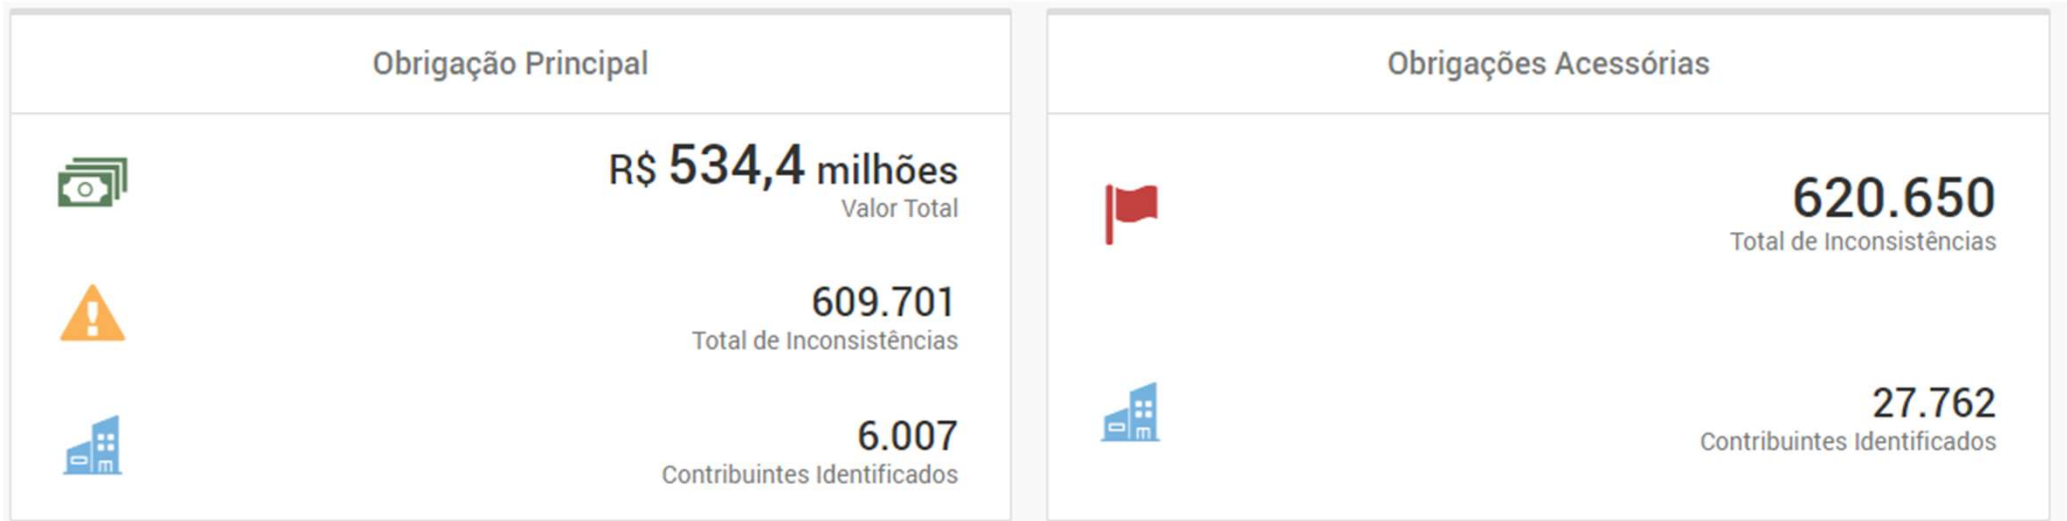 Obrigação Principal
R$ 534,4 milhões
Valor Total
609.701
Total de Inconsistências
6.007
Contribuintes Identificados
Obrigações Acessórias
620.650
Total de Inconsistências
27.762
Contribuintes Identificados